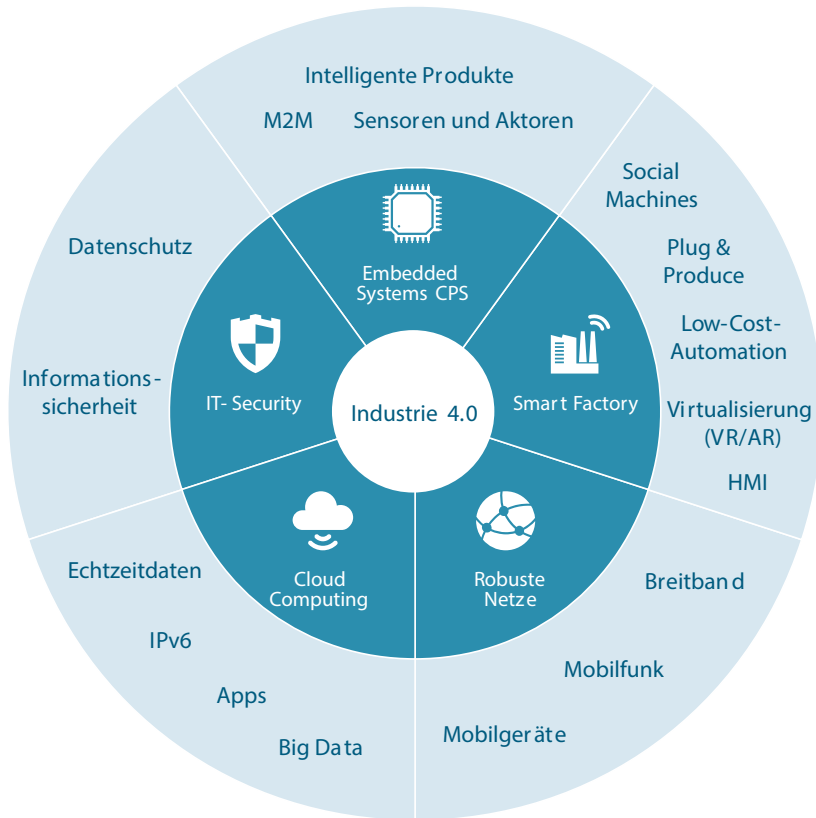 Intelligente Produkte
M2M
Sensoren und Aktoren
Social
Machines
Plug &
Produce
Low-Cost-
Automation
Virtualisierung
(VR/AR)
HMI
Datenschutz
Informations-
sicherheit
Embedded
Systems CPS
IT- Security
Industrie 4.0
Smart Factory
Cloud
Computing
Robuste
Netze
Echtzeitdaten
IPv6
Apps
Big Data
Breitband
Mobilfunk
Mobilgeräte